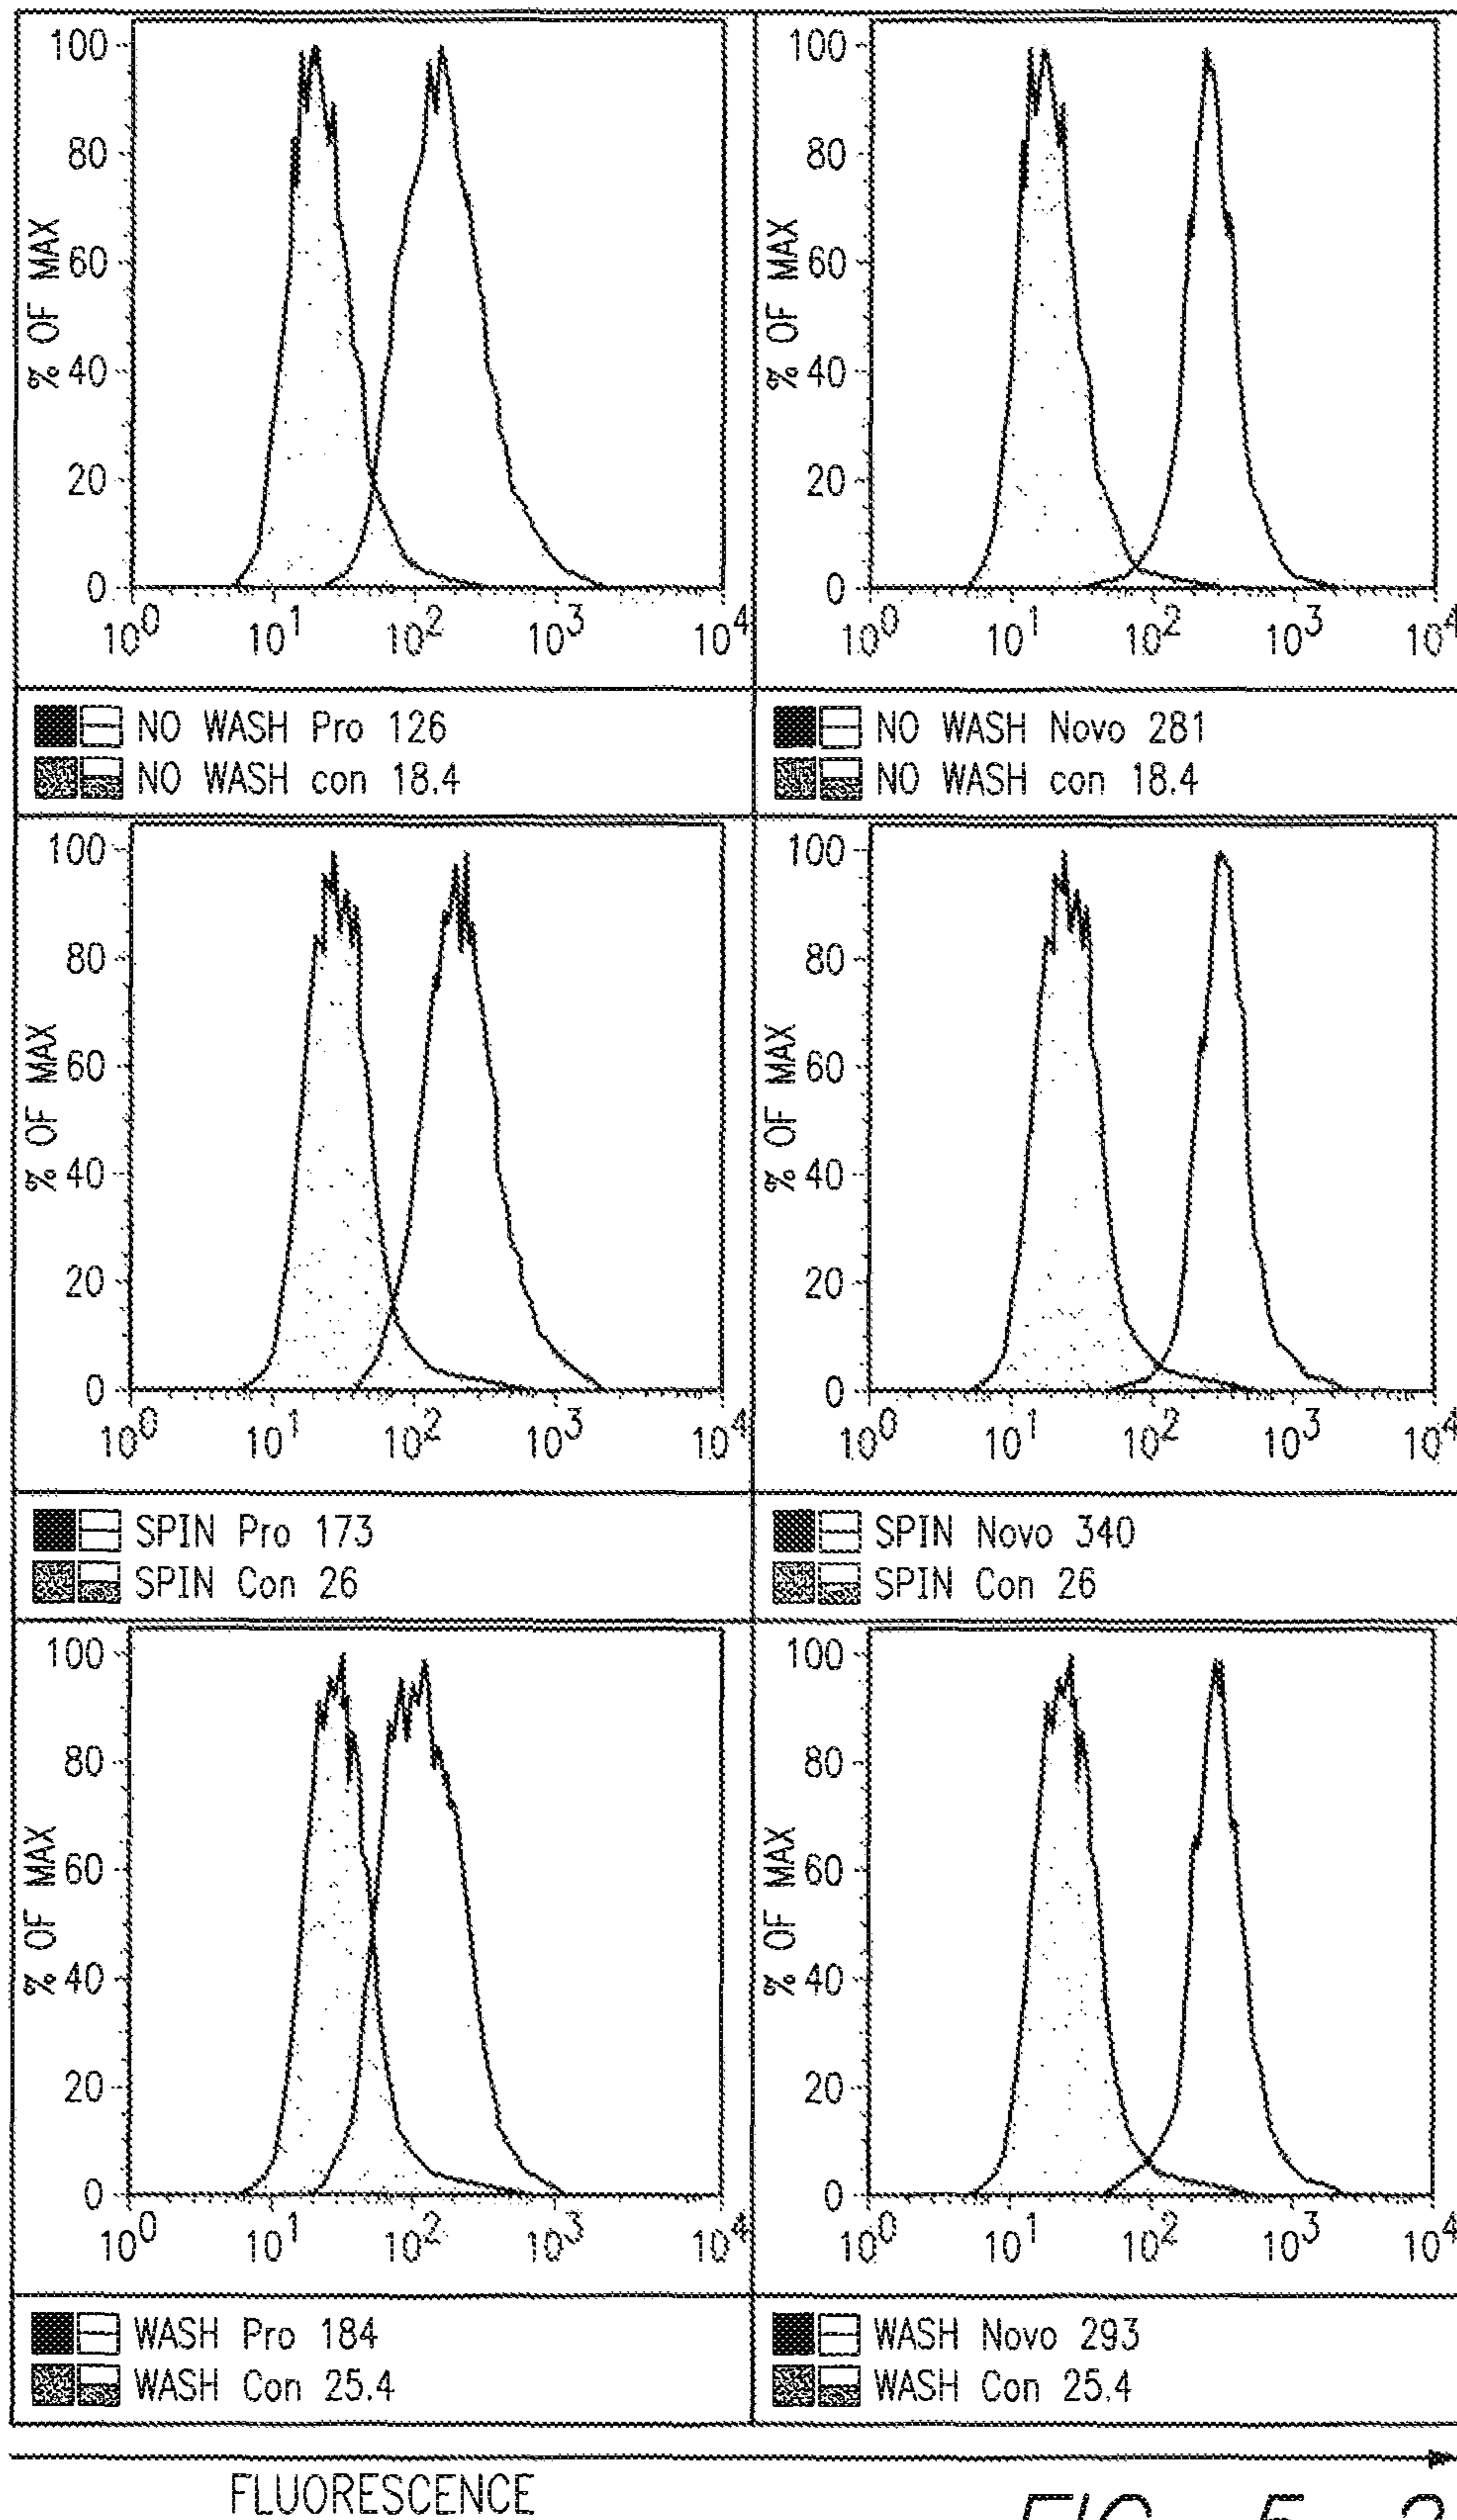 100
80
60
40
20
0
% OF MAX
10^0 10^1 10^2 10^3 10^4
NO WASH Pro 126
NO WASH con 18.4
100
80
60
40
20
0
% OF MAX
10^0 10^1 10^2 10^3 10^4
NO WASH Novo 281
NO WASH con 18.4
100
80
60
40
20
0
% OF MAX
10^0 10^1 10^2 10^3 10^4
SPIN Pro 173
SPIN Con 26
100
80
60
40
20
0
% OF MAX
10^0 10^1 10^2 10^3 10^4
SPIN Novo 340
SPIN Con 26
100
80
60
40
20
0
% OF MAX
10^0 10^1 10^2 10^3 10^4
WASH Pro 184
WASH Con 25.4
100
80
60
40
20
0
% OF MAX
10^0 10^1 10^2 10^3 10^4
WASH Novo 293
WASH Con 25.4
FLUORESCENCE